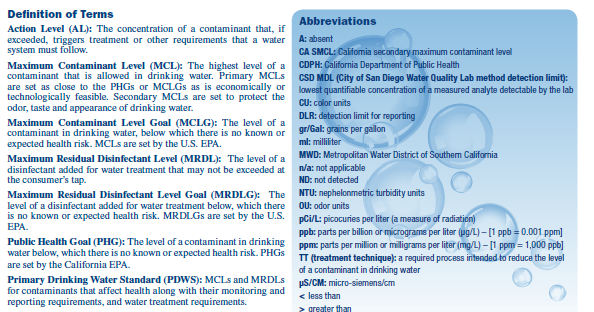 Definition of Terms
Action Level (AL): The concentration of a contaminant that, if
exceeded, triggers treatment or other requirements that a water
system must follow.
Maximum Contaminant Level (MCL): The highest level of a
contaminant that is allowed in drinking water. Primary MCLs
are set as close to the PHGs or MCLGs as is economically or
technologically feasible. Secondary MCLs are set to protect the
odor, taste and appearance of drinking water.
Maximum Contaminant Level Goal (MCLG): The level of a
contaminant in drinking water, below which there is no known or
expected health risk. MCLs are set by the U.S. EPA.
Maximum Residual Disinfectant Level (MRDL): The level of a
disinfectant added for water treatment that may not be exceeded at
the consumer's tap.
Maximum Residual Disinfectant Level Goal (MRDLG): The
level of a disinfectant added for water treatment below, which there
is no known or expected health risk. MRDLGs are set by the U.S.
EPA.
Public Health Goal (PHG): The level of a contaminant in drinking
water below, which there is no known or expected health risk. PHGs
are set by the California EPA.
Primary Drinking Water Standard (PDWS): MCLs and MRDLs
for contaminants that affect health along with their monitoring and
reporting requirements, and water treatment requirements.
Abbreviations
A: absent
CA SMCL: California secondary maximum contaminant level
CDPH: California Department of Public Health
CSD MDL (City of San Diego Water Quality Lab method detection limit):
lowest quantifiable concentration of a measured analyte detectable by the lab
CU: color units
DLR: detection limit for reporting
gr/Gal: grains per gallon
ml: milliliter
MWD: Metropolitan Water District of Southern California
n/a: not applicable
ND: not detected
NTU: nephelonmetric turbidity units
OU: odor units
pCi/L: picocuries per liter (a measure of radiation)
ppb: parts per billion or micrograms per liter (µg/L) – [1 ppb = 0.001 ppm]
ppm: parts per million or milligrams per liter (mg/L) – [1 ppm = 1,000 ppb]
TT (treatment technique): a required process intended to reduce the level
of a contaminant in drinking water
µS/CM: micro-siemens/cm
< less than
> greater than